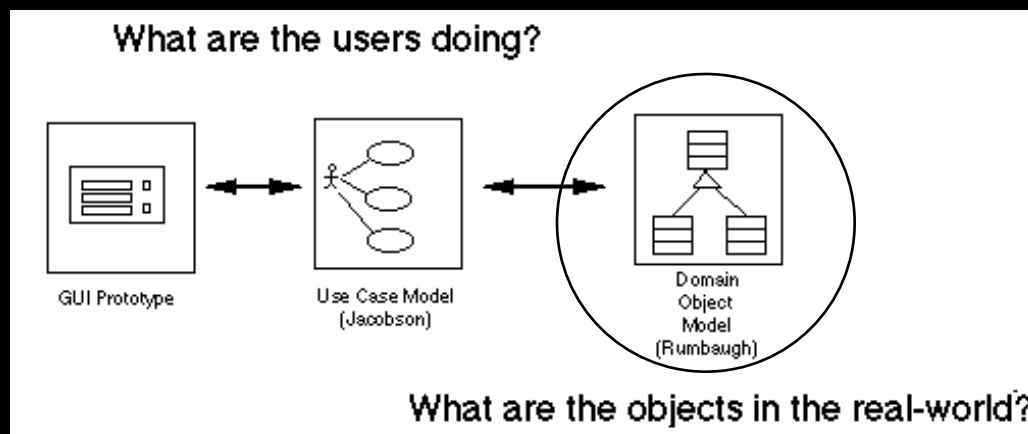 What are the users doing?
GUI Prototype
Use Case Model
(Jacobson)
Domain
Object
Model
(Rumbaugh)
What are the objects in the real-world?